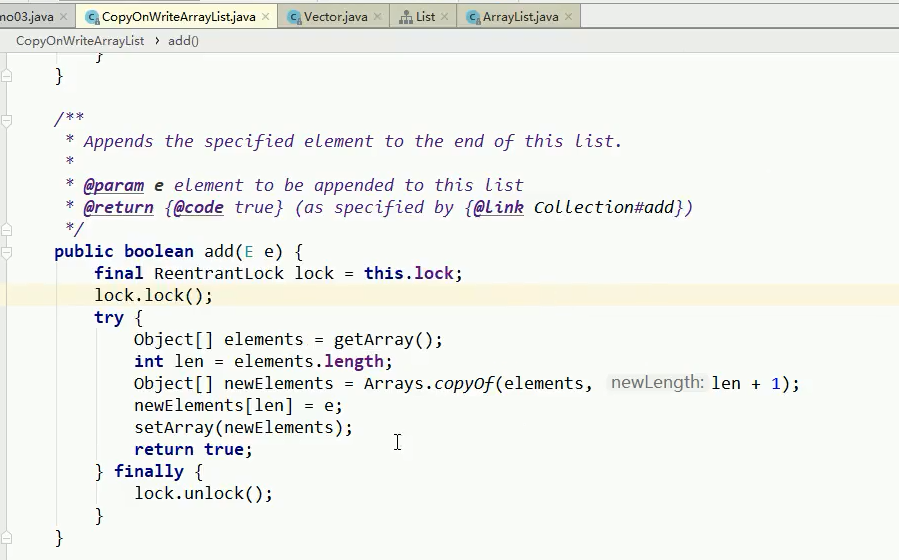 mo03.java × CopyOnWriteArrayList.java × Vector.java × List × ArrayList.java ×
CopyOnWriteArrayList › add()
}
}
/**
* Appends the specified element to the end of this list.
*
* @param e element to be appended to this list
* @return {@code true} (as specified by {@link Collection#add})
*/
public boolean add(E e) {
final ReentrantLock lock = this.lock;
lock.lock();
try {
Object[] elements = getArray();
int len = elements.length;
Object[] newElements = Arrays.copyOf(elements, newLength: len + 1);
newElements[len] = e;
setArray(newElements);
return true;
} finally {
lock.unlock();
}
}